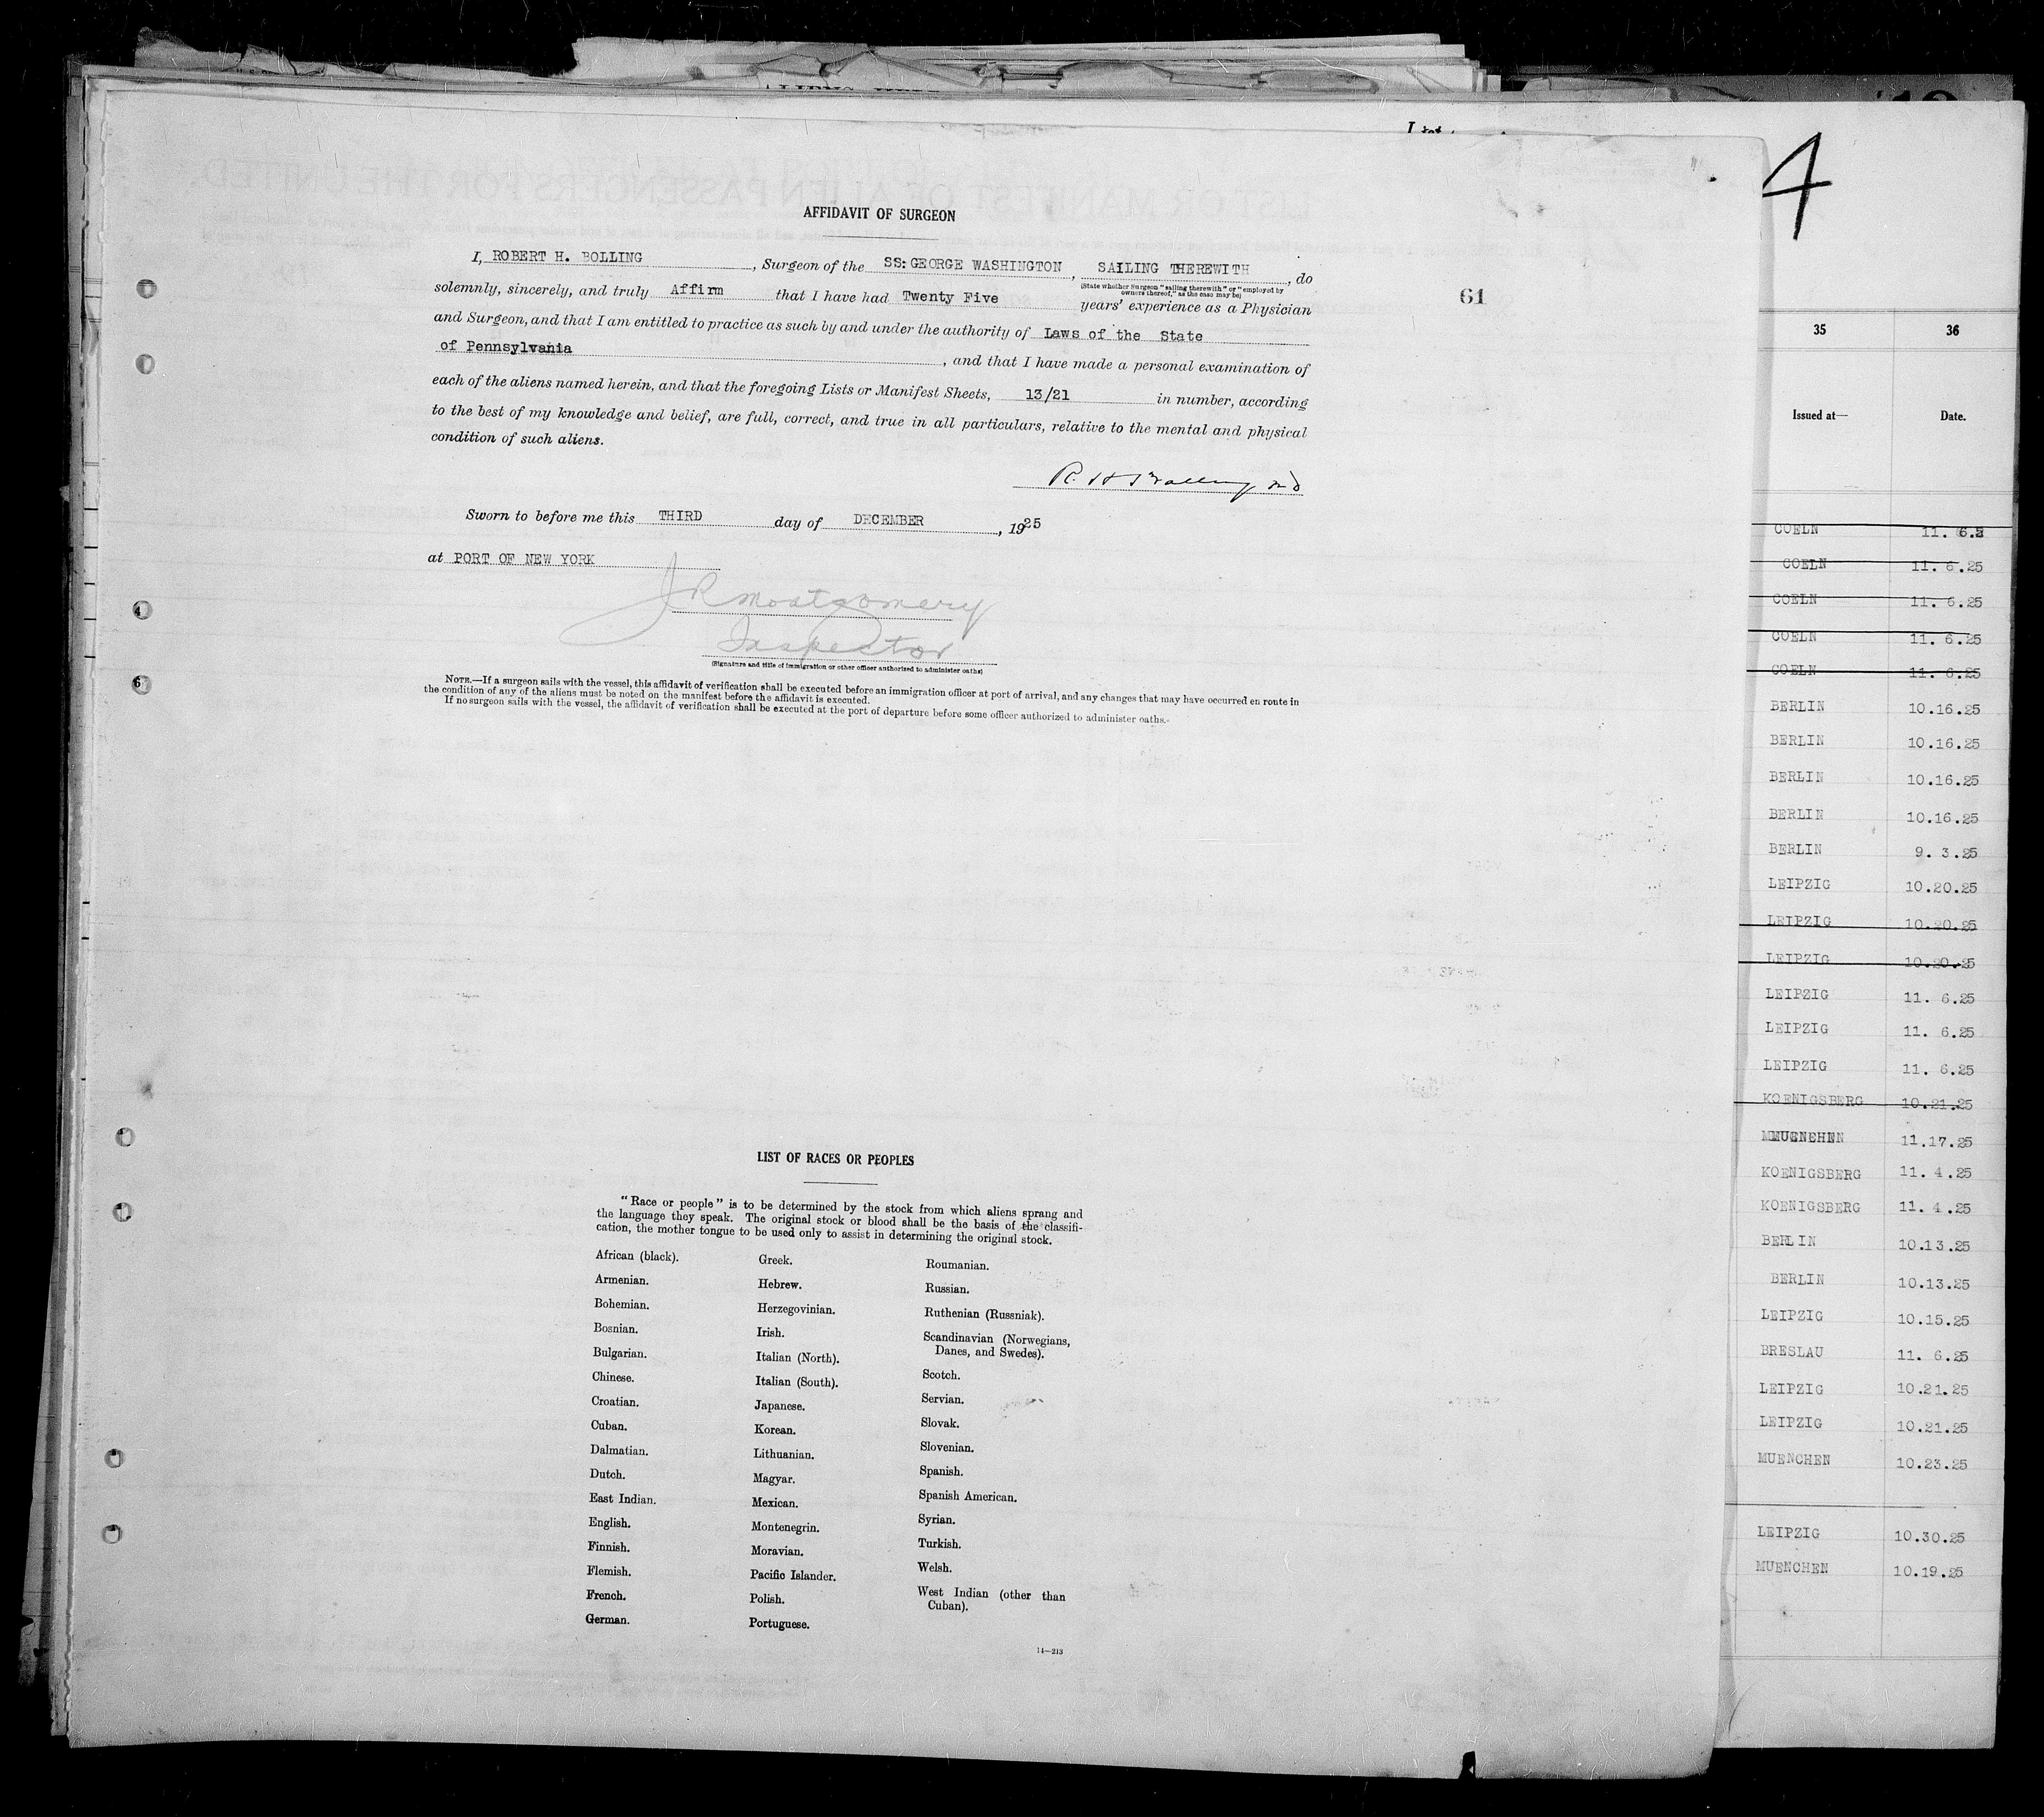 4
AFFIDAVIT OF SURGEON
I, ROBERT H. BOLLING, Surgeon of the SS: GEORGE WASHINGTON, SAILING THEREWITH, do
(State whether Surgeon "sailing therewith" or "employed by owners thereof," as the case may be)
solemnly, sincerely, and truly Affirm that I have had Twenty Five years' experience as a Physician
61
and Surgeon, and that I am entitled to practice as such by and under the authority of Laws of the State
of Pennsylvania, and that I have made a personal examination of
each of the aliens named herein, and that the foregoing Lists or Manifest Sheets, 13/21 in number, according
to the best of my knowledge and belief, are full, correct, and true in all particulars, relative to the mental and physical
condition of such aliens.
R. H Bolling MD
Sworn to before me this THIRD day of DECEMBER, 1925
at PORT OF NEW YORK
J R Montgomery
Inspector
(Signature and title of immigration or other officer authorized to administer oaths)
NOTE.—If a surgeon sails with the vessel, this affidavit of verification shall be executed before an immigration officer at port of arrival, and any changes that may have occurred en route in
the condition of any of the aliens must be noted on the manifest before the affidavit is executed.
If no surgeon sails with the vessel, the affidavit of verification shall be executed at the port of departure before some officer authorized to administer oaths.
4
6
LIST OF RACES OR PEOPLES
"Race or people" is to be determined by the stock from which aliens sprang and
the language they speak. The original stock or blood shall be the basis of the classifi-
cation, the mother tongue to be used only to assist in determining the original stock.
African (black).
Armenian.
Bohemian.
Bosnian.
Bulgarian.
Chinese.
Croatian.
Cuban.
Dalmatian.
Dutch.
East Indian.
English.
Finnish.
Flemish.
French.
German.
Greek.
Hebrew.
Herzegovinian.
Irish.
Italian (North).
Italian (South).
Japanese.
Korean.
Lithuanian.
Magyar.
Mexican.
Montenegrin.
Moravian.
Pacific Islander.
Polish.
Portuguese.
Roumanian.
Russian.
Ruthenian (Russniak).
Scandinavian (Norwegians,
Danes, and Swedes).
Scotch.
Servian.
Slovak.
Slovenian.
Spanish.
Spanish American.
Syrian.
Turkish.
Welsh.
West Indian (other than
Cuban).
14—213
35 36
Issued at— Date.
COELN 11. 6.2
COELN 11. 6.25
COELN 11. 6.25
COELN 11. 6.25
COELN 11. 6.25
BERLIN 10.16.25
BERLIN 10.16.25
BERLIN 10.16.25
BERLIN 10.16.25
BERLIN 9. 3.25
LEIPZIG 10.20.25
LEIPZIG 10.20.25
LEIPZIG 10.20.25
LEIPZIG 11. 6.25
LEIPZIG 11. 6.25
LEIPZIG 11. 6.25
KOENIGSBERG 10.21.25
11.17.25
KOENIGSBERG 11. 4.25
KOENIGSBERG 11. 4.25
BERLIN 10.13.25
BERLIN 10.13.25
LEIPZIG 10.15.25
BRESLAU 11. 6.25
LEIPZIG 10.21.25
LEIPZIG 10.21.25
MUENCHEN 10.23.25
LEIPZIG 10.30.25
MUENCHEN 10.19.25